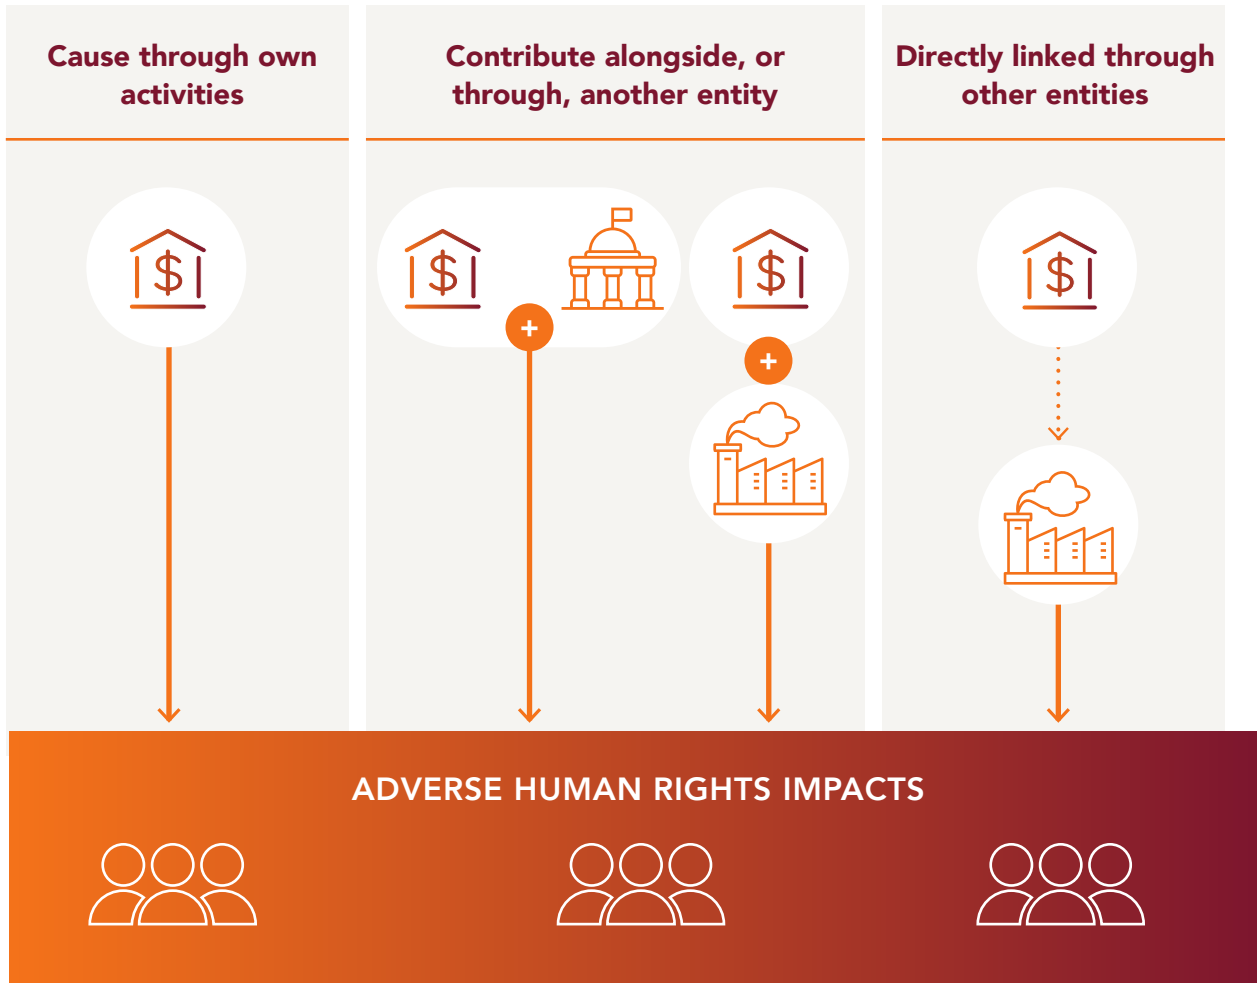 Cause through own
activities
Contribute alongside, or
through, another entity
Directly linked through
other entities
$
$
$
$
+
+
ADVERSE HUMAN RIGHTS IMPACTS